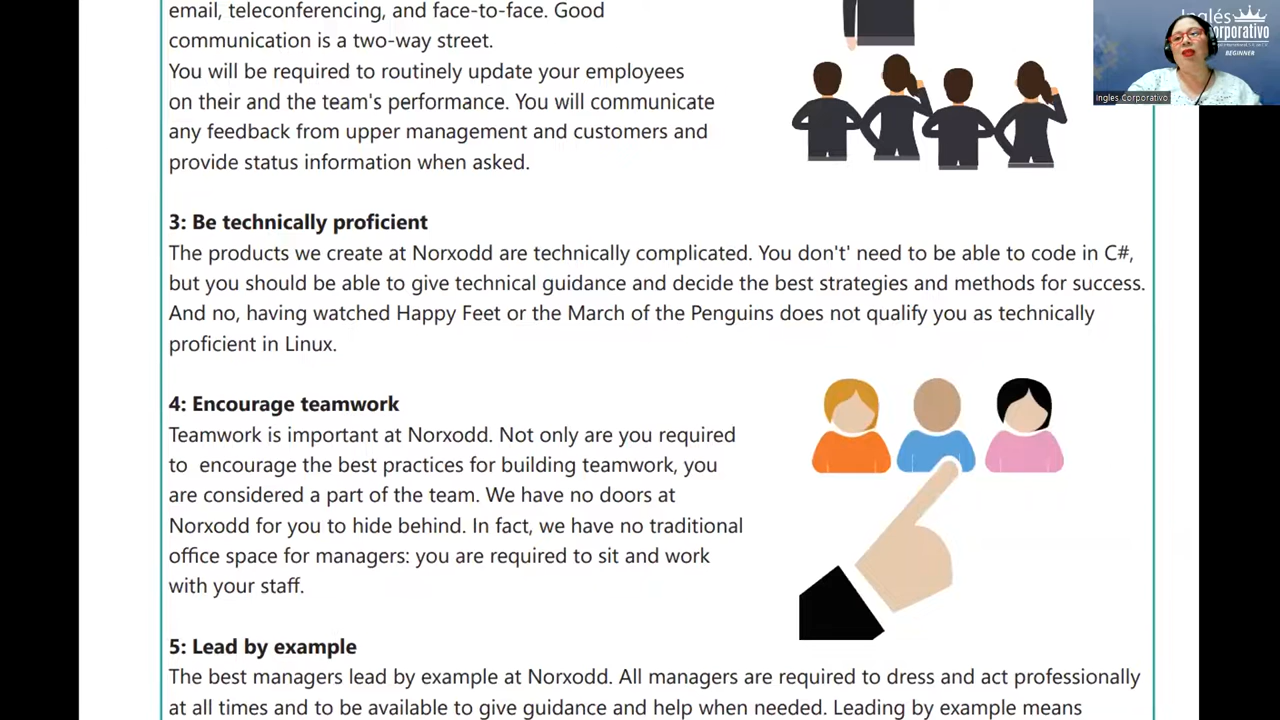 email, teleconferencing, and face-to-face. Good
communication is a two-way street.
You will be required to routinely update your employees
on their and the team's performance. You will communicate
any feedback from upper management and customers and
provide status information when asked.
3: Be technically proficient
The products we create at Norxodd are technically complicated. You don't' need to be able to code in C#,
but you should be able to give technical guidance and decide the best strategies and methods for success.
And no, having watched Happy Feet or the March of the Penguins does not qualify you as technically
proficient in Linux.
4: Encourage teamwork
Teamwork is important at Norxodd. Not only are you required
to  encourage the best practices for building teamwork, you
are considered a part of the team. We have no doors at
Norxodd for you to hide behind. In fact, we have no traditional
office space for managers: you are required to sit and work
with your staff.
5: Lead by example
The best managers lead by example at Norxodd. All managers are required to dress and act professionally
at all times and to be available to give guidance and help when needed. Leading by example means
Inglés
BEGINNER
Ingles Corporativo